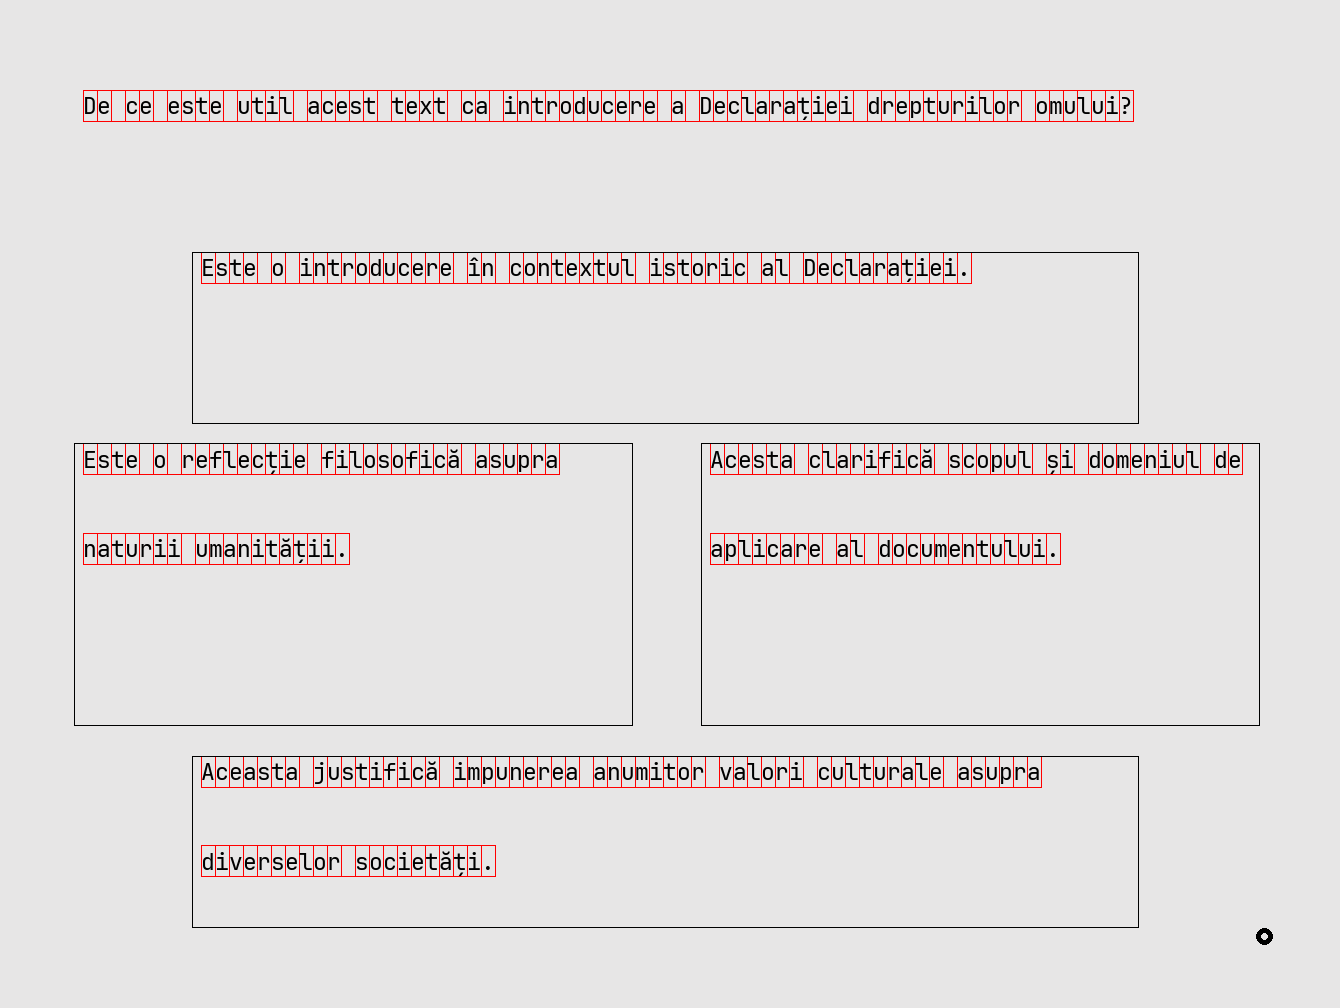 De ce este util acest text ca introducere a Declarației drepturilor omului?
Este o introducere în contextul istoric al Declarației.
Este o reflecție filosofică asupra
naturii umanității.
Acesta clarifică scopul și domeniul de
aplicare al documentului.
Aceasta justifică impunerea anumitor valori culturale asupra
diverselor societăți.